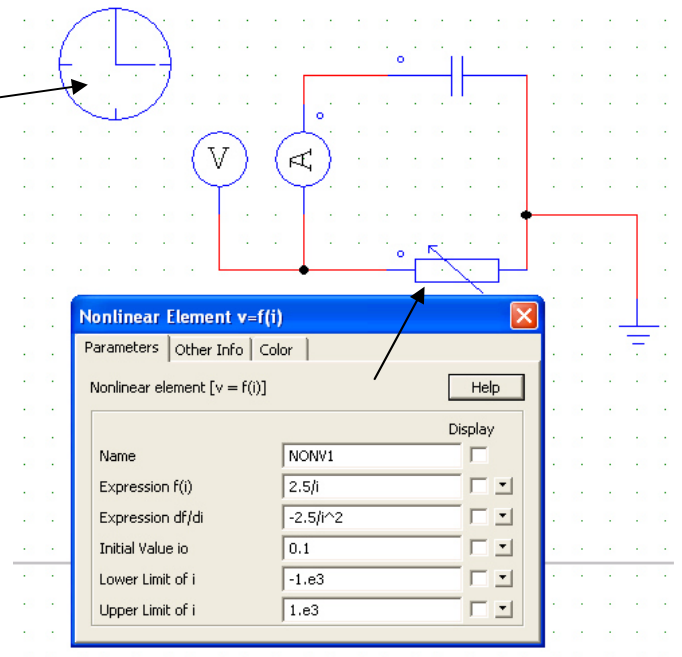 V
A
Nonlinear Element v=f(i)
Parameters Other Info Color
Nonlinear element [v = f(i)]
Help
Display
Name NONV1
Expression f(i) 2.5/i
Expression df/di -2.5/i^2
Initial Value io 0.1
Lower Limit of i -1.e3
Upper Limit of i 1.e3